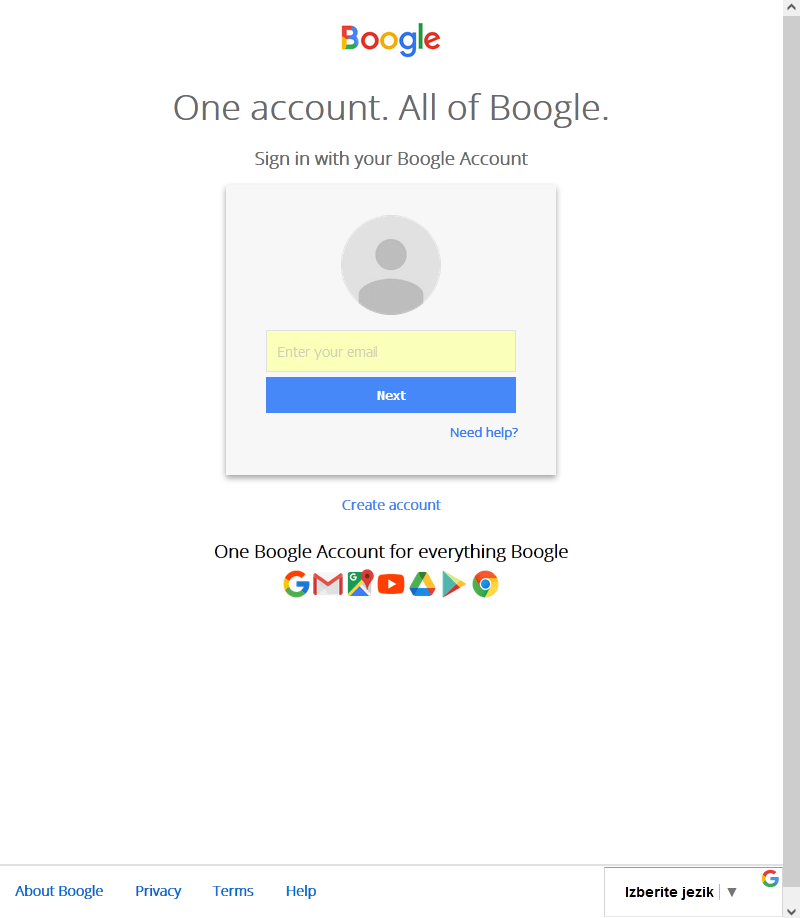 Boogle
One account. All of Boogle.
Sign in with your Boogle Account
Enter your email
Next
Need help?
Create account
One Boogle Account for everything Boogle
About Boogle Privacy Terms Help Izberite jezik ▼